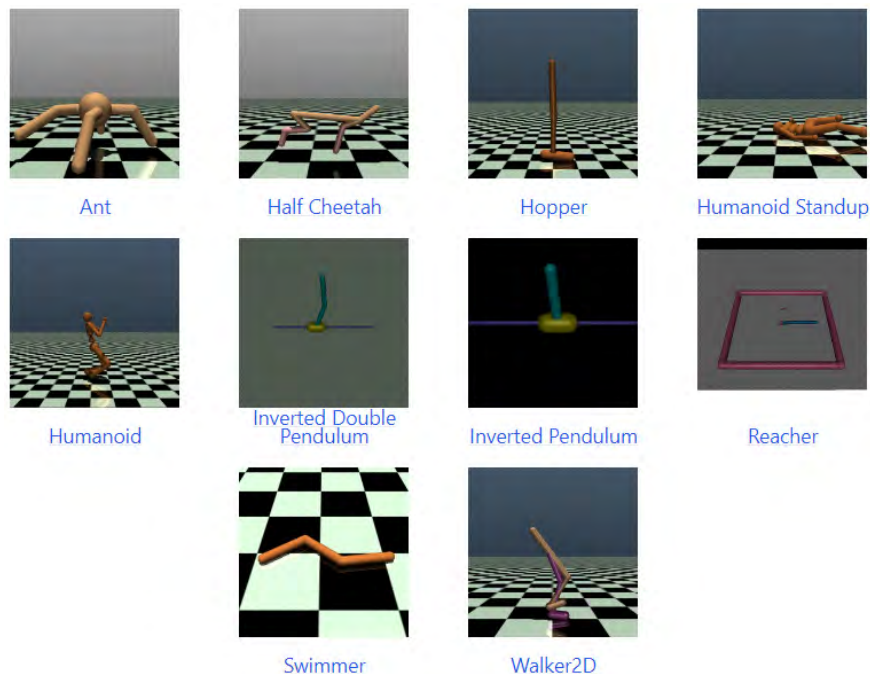 Ant
Half Cheetah
Hopper
Humanoid Standup
Humanoid
Inverted Double
Pendulum
Inverted Pendulum
Reacher
Swimmer
Walker2D